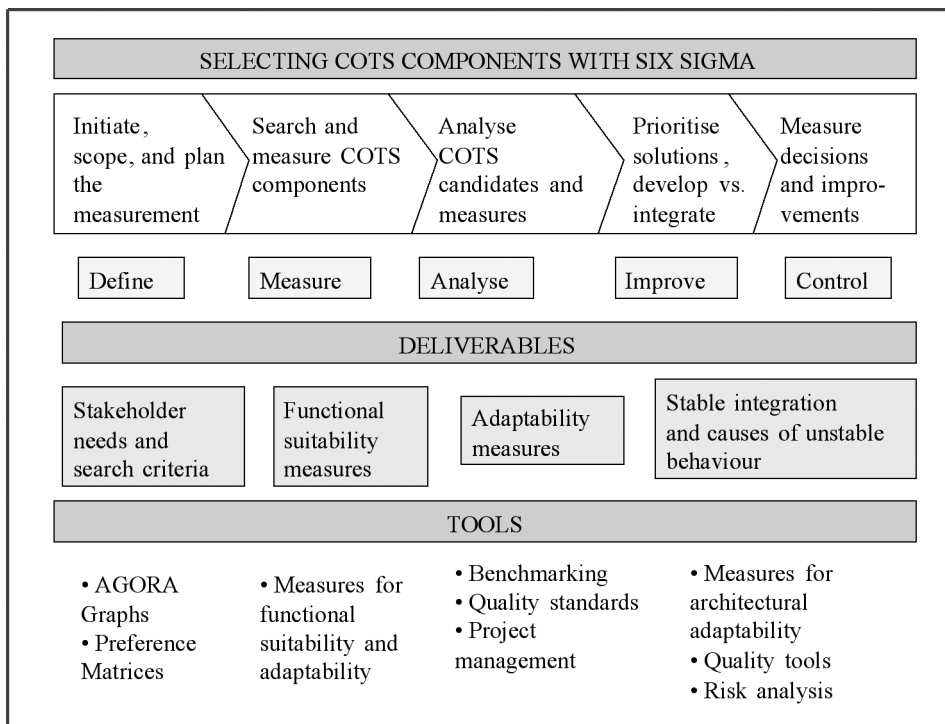 SELECTING COTS COMPONENTS WITH SIX SIGMA
Initiate,
scope, and plan
the
measurement
Search and
measure COTS
components
Analyse
COTS
candidates and
measures
Prioritise
solutions,
develop vs.
integrate
Measure
decisions
and impro-
vements
Define
Measure
Analyse
Improve
Control
DELIVERABLES
Stakeholder
needs and
search criteria
Functional
suitability
measures
Adaptability
measures
Stable integration
and causes of unstable
behaviour
TOOLS
• AGORA
Graphs
• Preference
Matrices
• Measures for
functional
suitability and
adaptability
• Benchmarking
• Quality standards
• Project
management
• Measures for
architectural
adaptability
• Quality tools
• Risk analysis